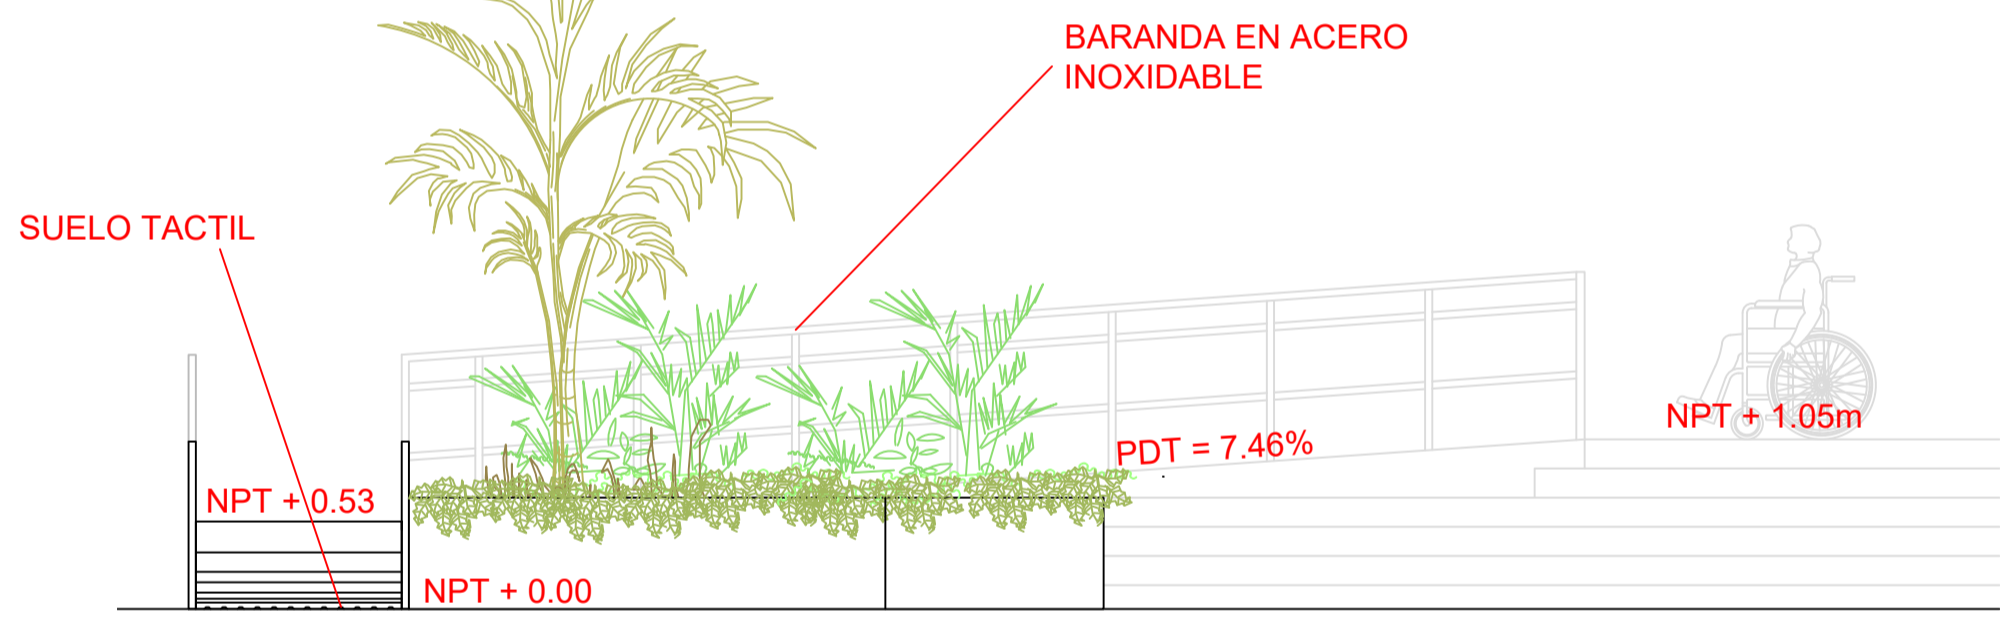 BARANDA EN ACERO
INOXIDABLE
SUELO TACTIL
NPT + 1.05m
PDT = 7.46%
NPT + 0.53
NPT + 0.00